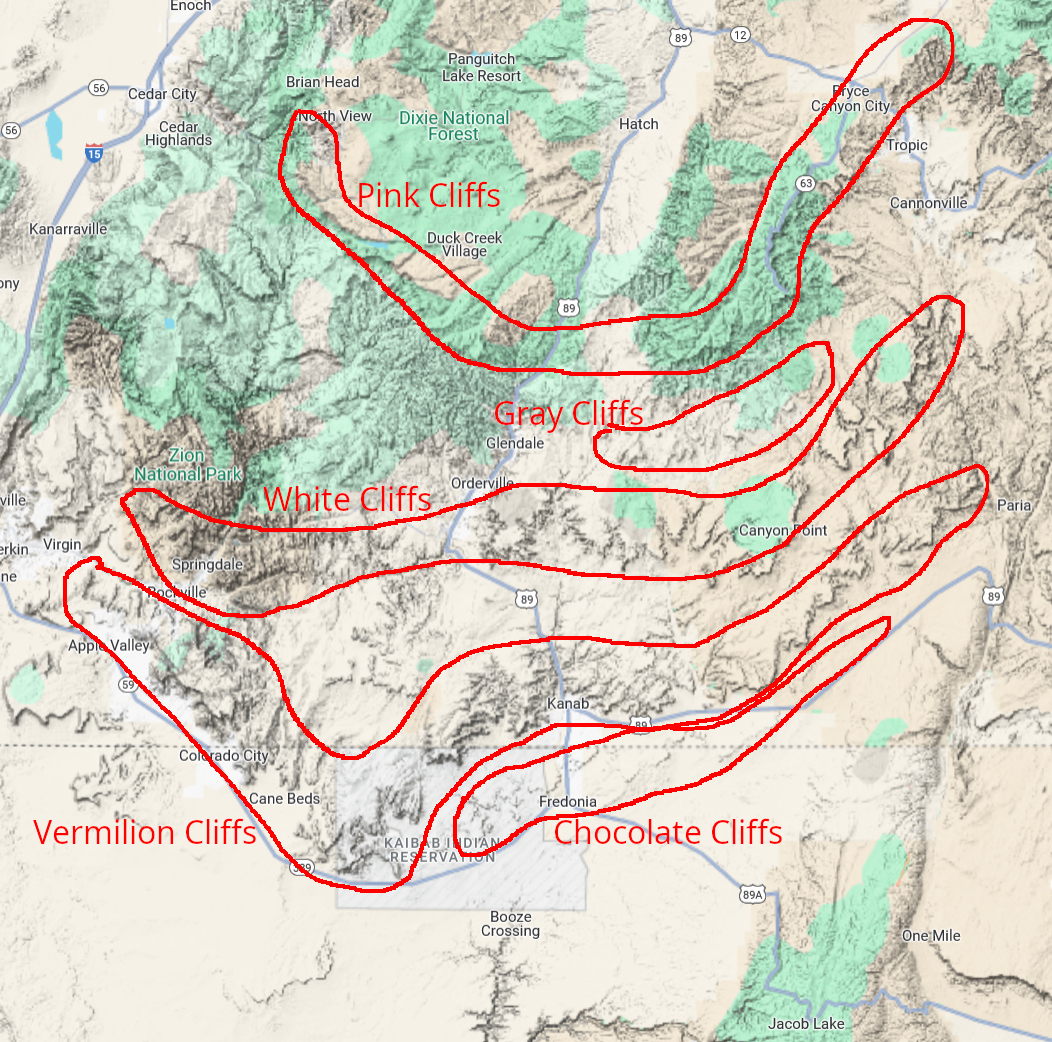 Enoch
89
12
Panguitch
Lake Resort
Brian Head
56
Cedar City
Bryce
Canyon City
North View
Dixie National
Forest
Hatch
56
Cedar
Highlands
15
Tropic
63
Pink Cliffs
Cannonville
Kanarraville
Duck Creek
Village
ony
89
Gray Cliffs
Glendale
Zion
National Park
Orderville
White Cliffs
ville
Paria
Canyon Point
Virgin
erkin
Springdale
ne
Rockville
89
89
Apple Valley
59
Kanab
89
Colorado City
Cane Beds
Fredonia
Vermilion Cliffs
Chocolate Cliffs
KAIBAB INDIAN
RESERVATION
389
89A
Booze
Crossing
One Mile
Jacob Lake